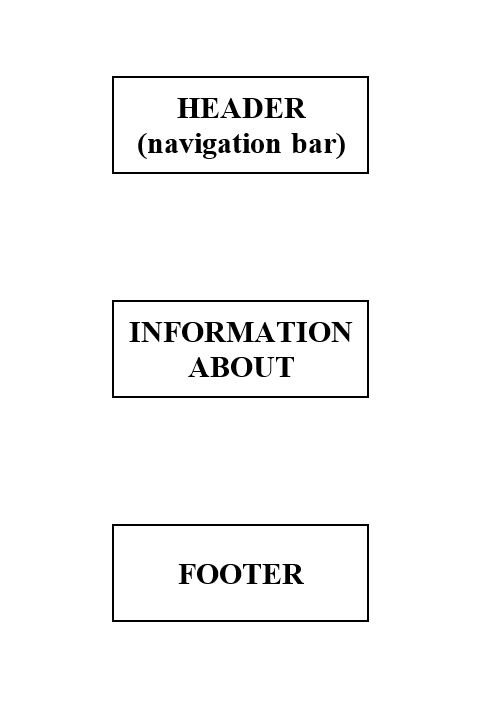 HEADER
(navigation bar)
INFORMATION
ABOUT
FOOTER